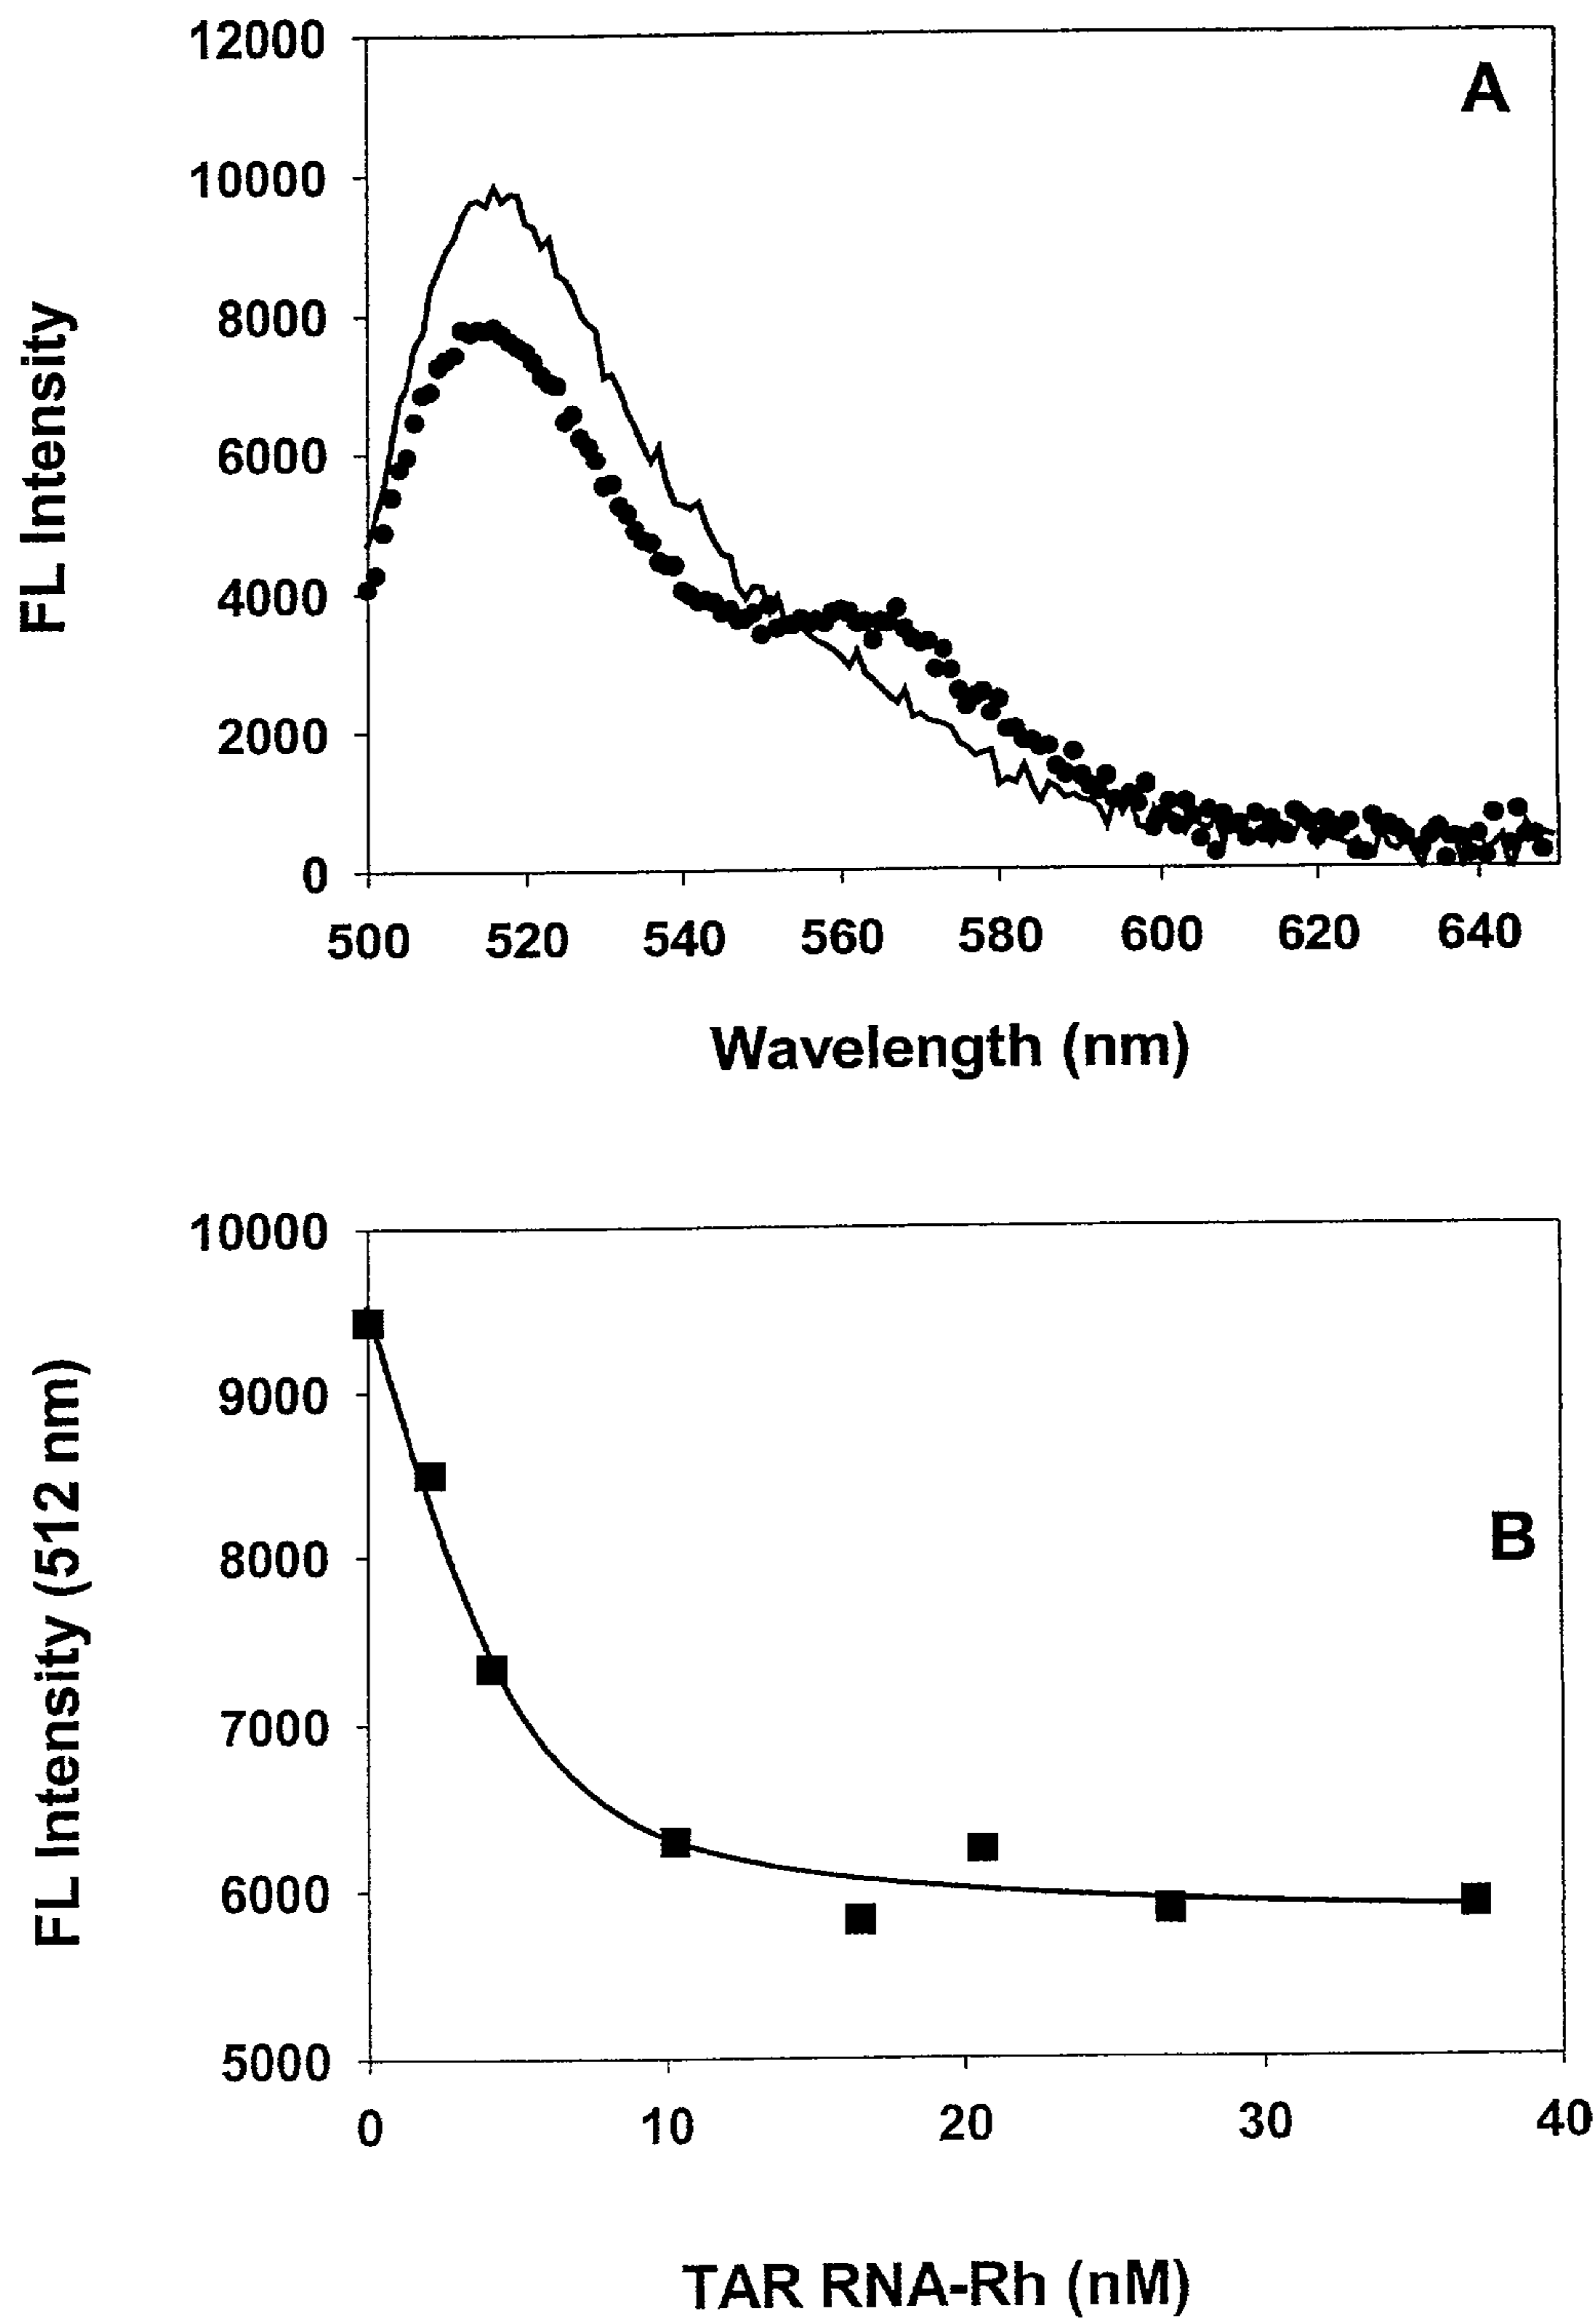 12000
A
10000
8000
6000
4000
2000
0
FL Intensity
500 520 540 560 580 600 620 640
Wavelength (nm)
10000
9000
8000
B
7000
6000
5000
FL Intensity (512 nm)
0 10 20 30 40
TAR RNA-Rh (nM)